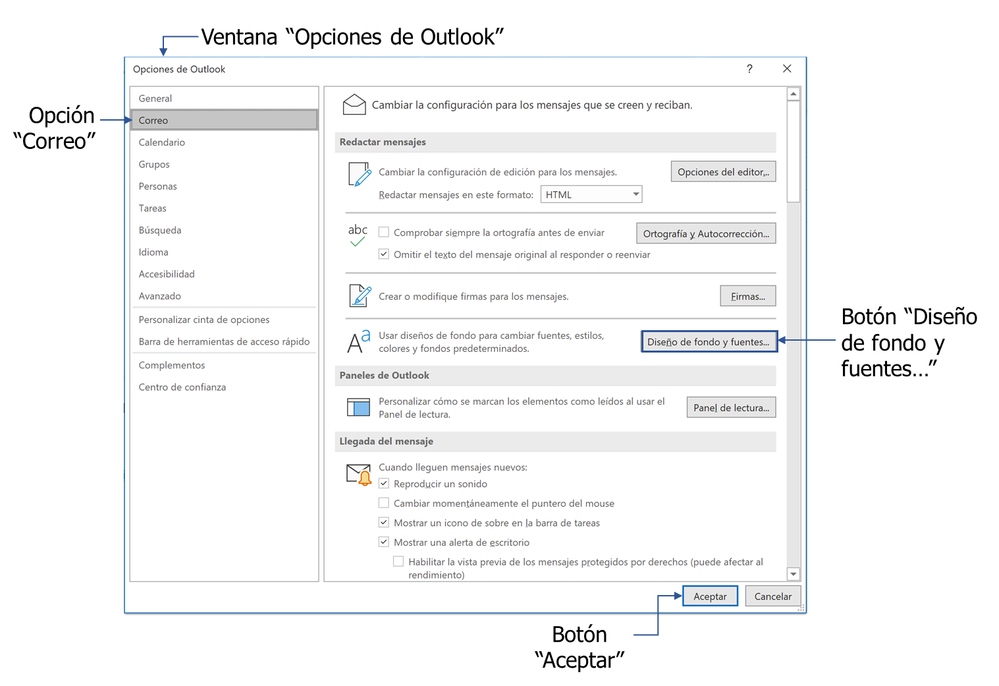 Ventana “Opciones de Outlook”
Opciones de Outlook
?
Opción
“Correo”
General
Correo
Calendario
Grupos
Personas
Tareas
Búsqueda
Idioma
Accesibilidad
Avanzado
Personalizar cinta de opciones
Barra de herramientas de acceso rápido
Complementos
Centro de confianza
Cambiar la configuración para los mensajes que se creen y reciban.
Redactar mensajes
Cambiar la configuración de edición para los mensajes.
Opciones del editor...
Redactar mensajes en este formato: HTML
abc
Comprobar siempre la ortografía antes de enviar
Ortografía y Autocorrección...
Omitir el texto del mensaje original al responder o reenviar
Crear o modifique firmas para los mensajes.
Firmas...
Aa
Usar diseños de fondo para cambiar fuentes, estilos,
colores y fondos predeterminados.
Diseño de fondo y fuentes...
Botón “Diseño
de fondo y
fuentes...”
Paneles de Outlook
Personalizar cómo se marcan los elementos como leídos al usar el
Panel de lectura.
Panel de lectura...
Llegada del mensaje
Cuando lleguen mensajes nuevos:
Reproducir un sonido
Cambiar momentáneamente el puntero del mouse
Mostrar un icono de sobre en la barra de tareas
Mostrar una alerta de escritorio
Habilitar la vista previa de los mensajes protegidos por derechos (puede afectar al
rendimiento)
Aceptar
Cancelar
Botón
“Aceptar”